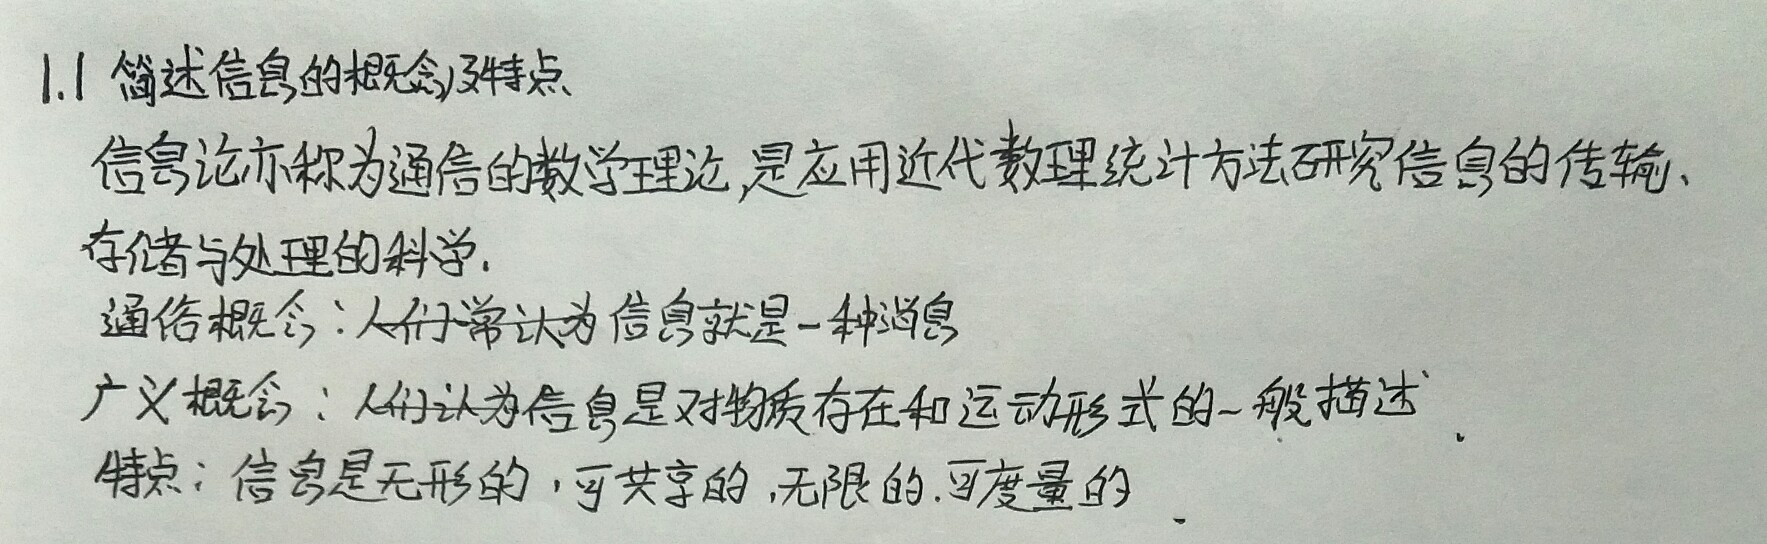 1.1 简述信息的概念及特点
信息论亦称为通信的数学理论,是应用近代数理统计方法研究信息的传输、
存储与处理的科学.
通俗概念:人们常认为信息就是一种消息
广义概念:人们认为信息是对物质存在和运动形式的一般描述.
特点:信息是无形的,可共享的,无限的.可度量的.